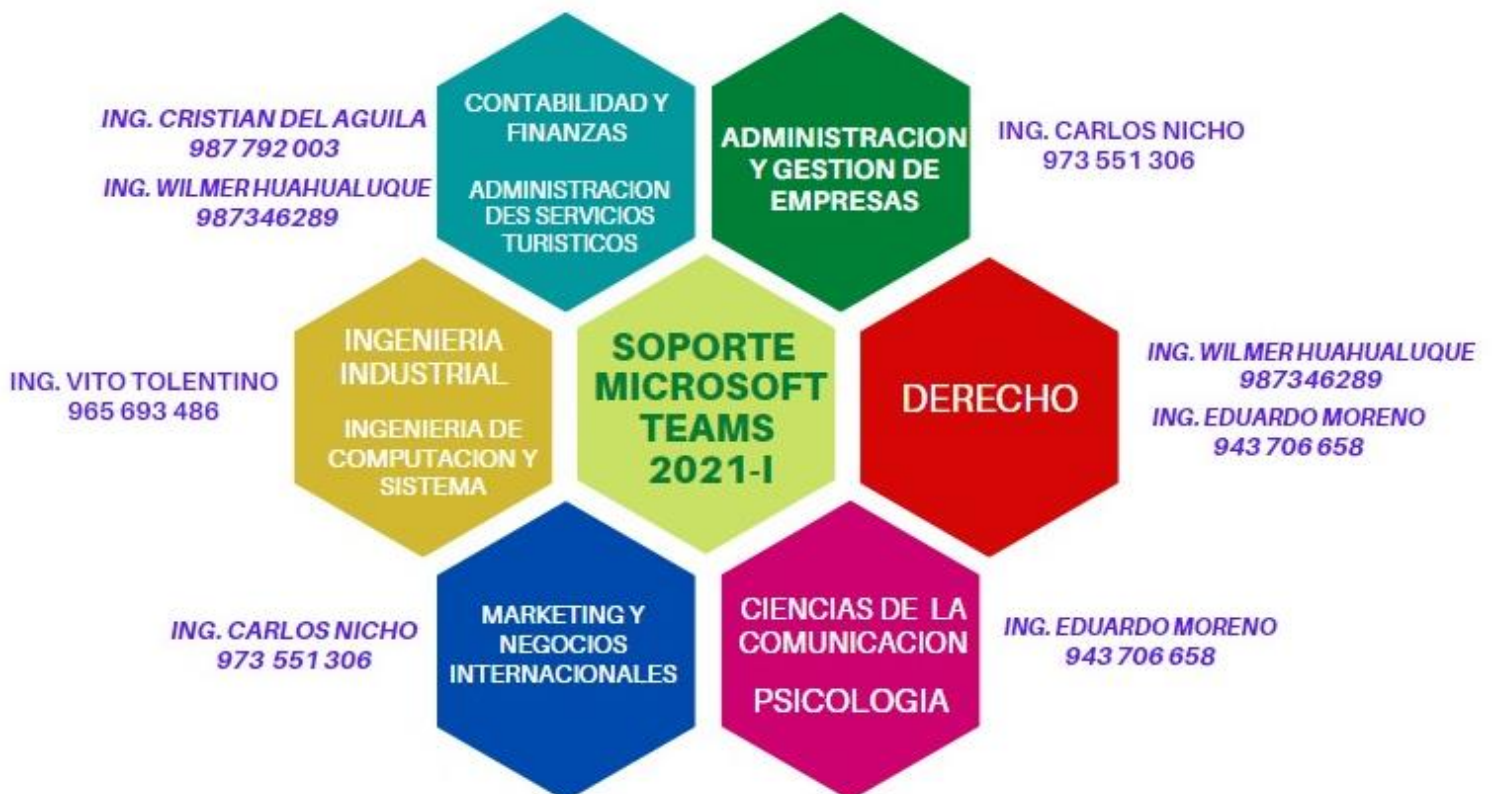 ING. CRISTIAN DEL AGUILA
987 792 003
ING. WILMER HUAHUALUQUE
987346289
CONTABILIDAD Y
FINANZAS
ADMINISTRACION
DES SERVICIOS
TURISTICOS
ADMINISTRACION
Y GESTION DE
EMPRESAS
ING. CARLOS NICHO
973 551 306
ING. VITO TOLENTINO
965 693 486
INGENIERIA
INDUSTRIAL
INGENIERIA DE
COMPUTACION Y
SISTEMA
SOPORTE
MICROSOFT
TEAMS
2021-I
DERECHO
ING. WILMER HUAHUALUQUE
987346289
ING. EDUARDO MORENO
943 706 658
ING. CARLOS NICHO
973 551 306
MARKETING Y
NEGOCIOS
INTERNACIONALES
CIENCIAS DE LA
COMUNICACION
PSICOLOGIA
ING. EDUARDO MORENO
943 706 658